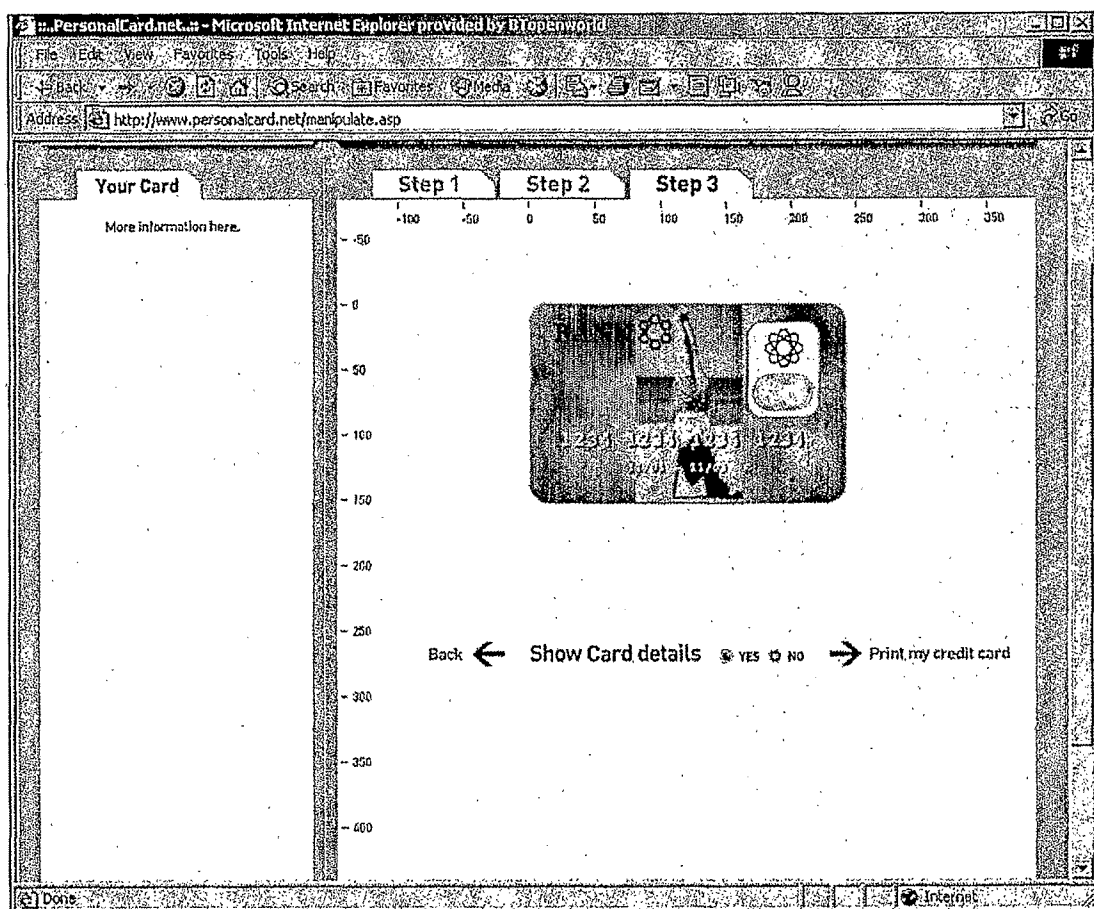 ::..PersonalCard.net..:: - Microsoft Internet Explorer provided by BTopenworld
File Edit View Favorites Tools Help
Back Search Favorites Media
Address http://www.personalcard.net/manipulate.asp Go
Your Card
Step 1 Step 2 Step 3
More information here.
-100 -50 0 50 100 150 200 250 300 350
-50
0
50
BANK
100
1234 1234 1234 1234
11/03
150
200
250
Back Show Card details YES NO Print my credit card
300
350
400
Done Internet